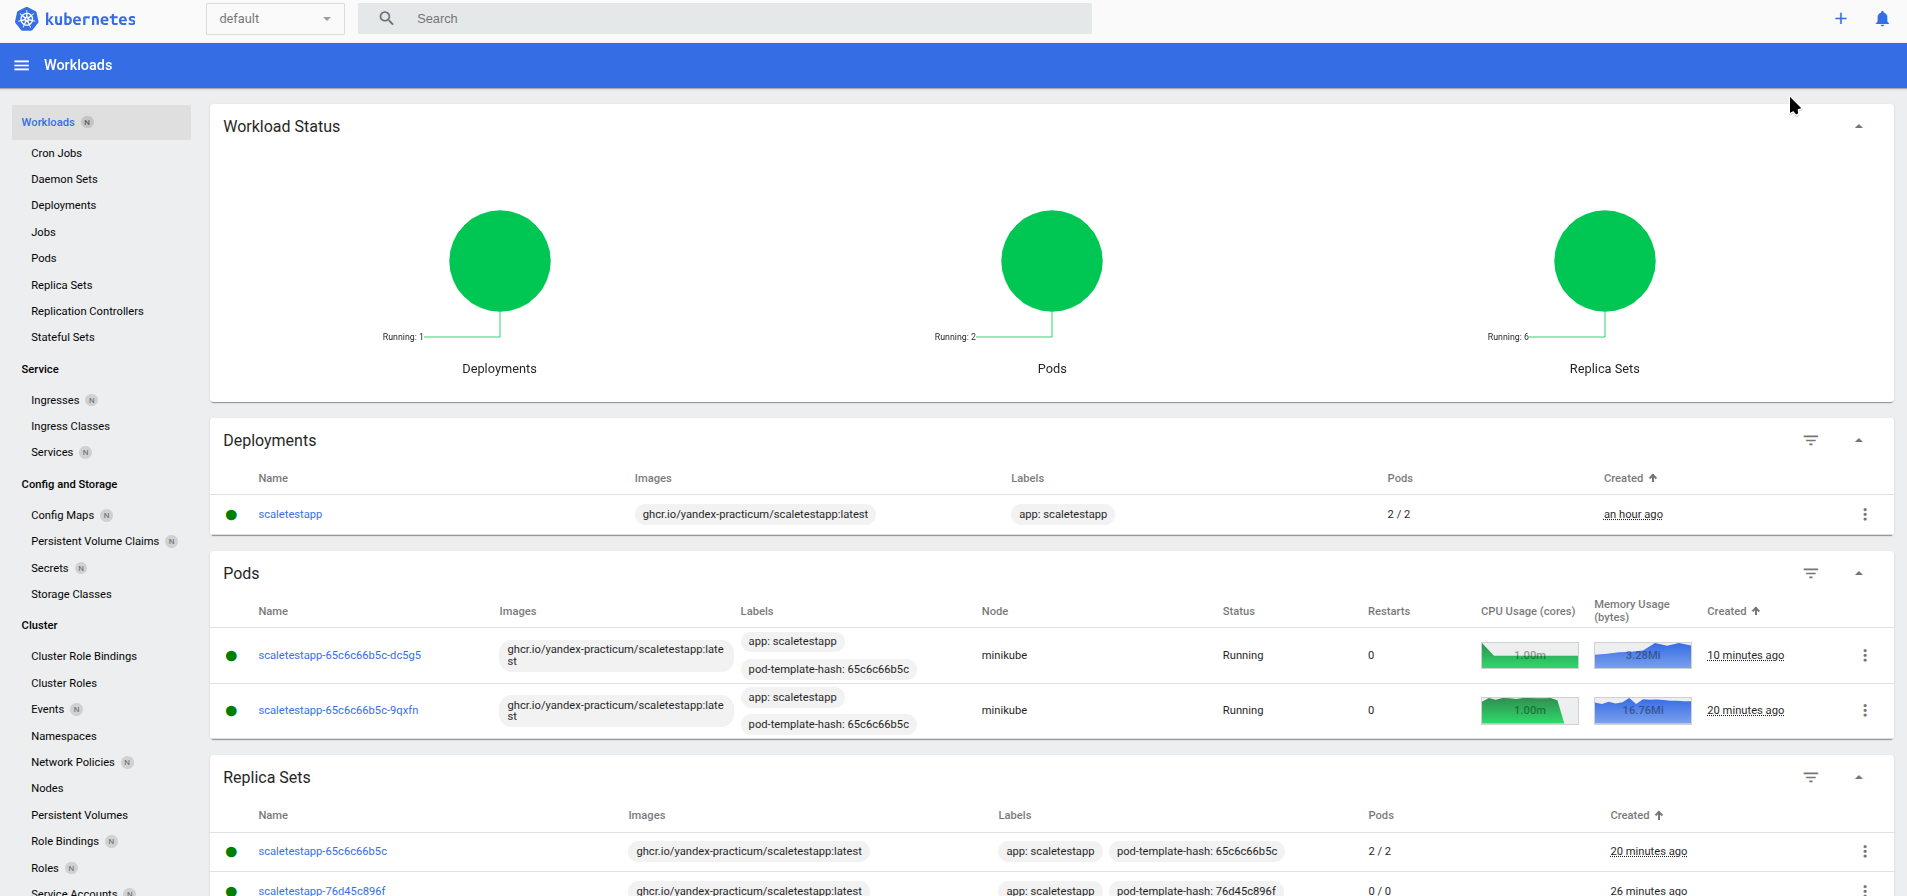 kubernetes
default
Search
Workloads
Workloads N
Cron Jobs
Daemon Sets
Deployments
Jobs
Pods
Replica Sets
Replication Controllers
Stateful Sets
Service
Ingresses N
Ingress Classes
Services N
Config and Storage
Config Maps N
Persistent Volume Claims N
Secrets N
Storage Classes
Cluster
Cluster Role Bindings
Cluster Roles
Events N
Namespaces
Network Policies N
Nodes
Persistent Volumes
Role Bindings N
Roles N
Service Accounts N
Workload Status
Running: 1
Running: 2
Running: 6
Deployments
Pods
Replica Sets
Deployments
Name Images Labels Pods Created
scaletestapp ghcr.io/yandex-practicum/scaletestapp:latest app: scaletestapp 2 / 2 an hour ago
Pods
Name Images Labels Node Status Restarts CPU Usage (cores) Memory Usage (bytes) Created
scaletestapp-65c6c66b5c-dc5g5 ghcr.io/yandex-practicum/scaletestapp:late
st
app: scaletestapp
pod-template-hash: 65c6c66b5c
minikube Running 0 1.00m 3.28Mi 10 minutes ago
scaletestapp-65c6c66b5c-9qxfn ghcr.io/yandex-practicum/scaletestapp:late
st
app: scaletestapp
pod-template-hash: 65c6c66b5c
minikube Running 0 1.00m 16.76Mi 20 minutes ago
Replica Sets
Name Images Labels Pods Created
scaletestapp-65c6c66b5c ghcr.io/yandex-practicum/scaletestapp:latest app: scaletestapp pod-template-hash: 65c6c66b5c 2 / 2 20 minutes ago
scaletestapp-76d45c896f ghcr.io/yandex-practicum/scaletestapp:latest app: scaletestapp pod-template-hash: 76d45c896f 0 / 0 26 minutes ago